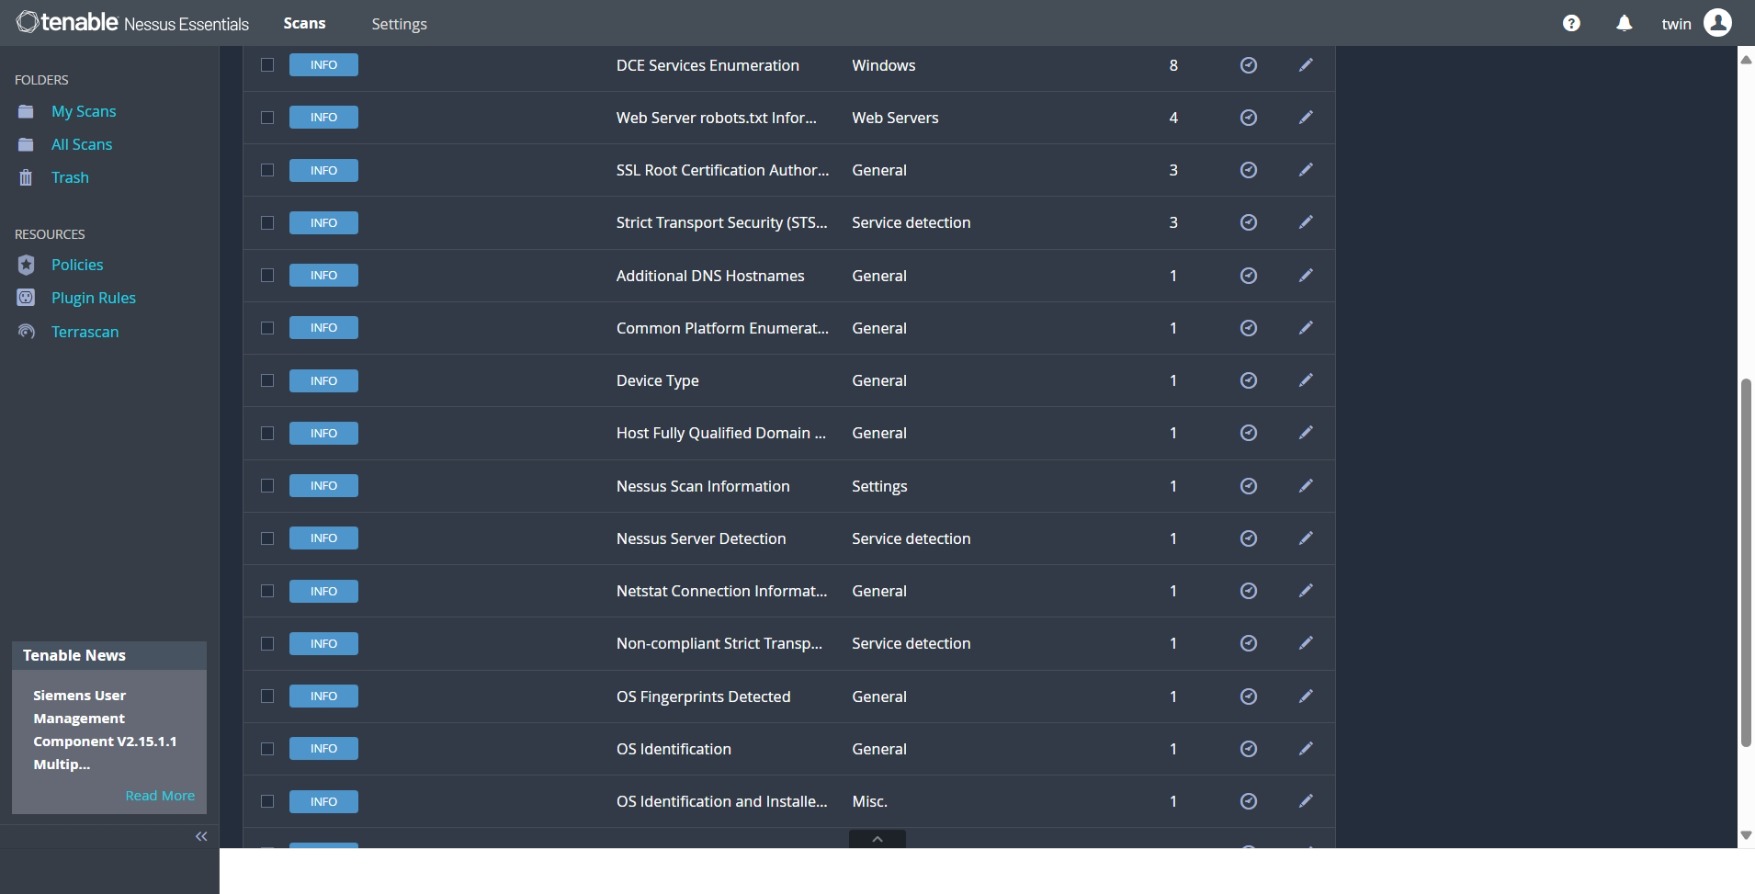 tenable Nessus Essentials Scans Settings ? twin
FOLDERS
My Scans
All Scans
Trash
RESOURCES
Policies
Plugin Rules
Terrascan
Tenable News
Siemens User
Management
Component V2.15.1.1
Multip...
Read More
INFO DCE Services Enumeration Windows 8
INFO Web Server robots.txt Infor... Web Servers 4
INFO SSL Root Certification Author... General 3
INFO Strict Transport Security (STS... Service detection 3
INFO Additional DNS Hostnames General 1
INFO Common Platform Enumerat... General 1
INFO Device Type General 1
INFO Host Fully Qualified Domain ... General 1
INFO Nessus Scan Information Settings 1
INFO Nessus Server Detection Service detection 1
INFO Netstat Connection Informat... General 1
INFO Non-compliant Strict Transp... Service detection 1
INFO OS Fingerprints Detected General 1
INFO OS Identification General 1
INFO OS Identification and Installe... Misc. 1